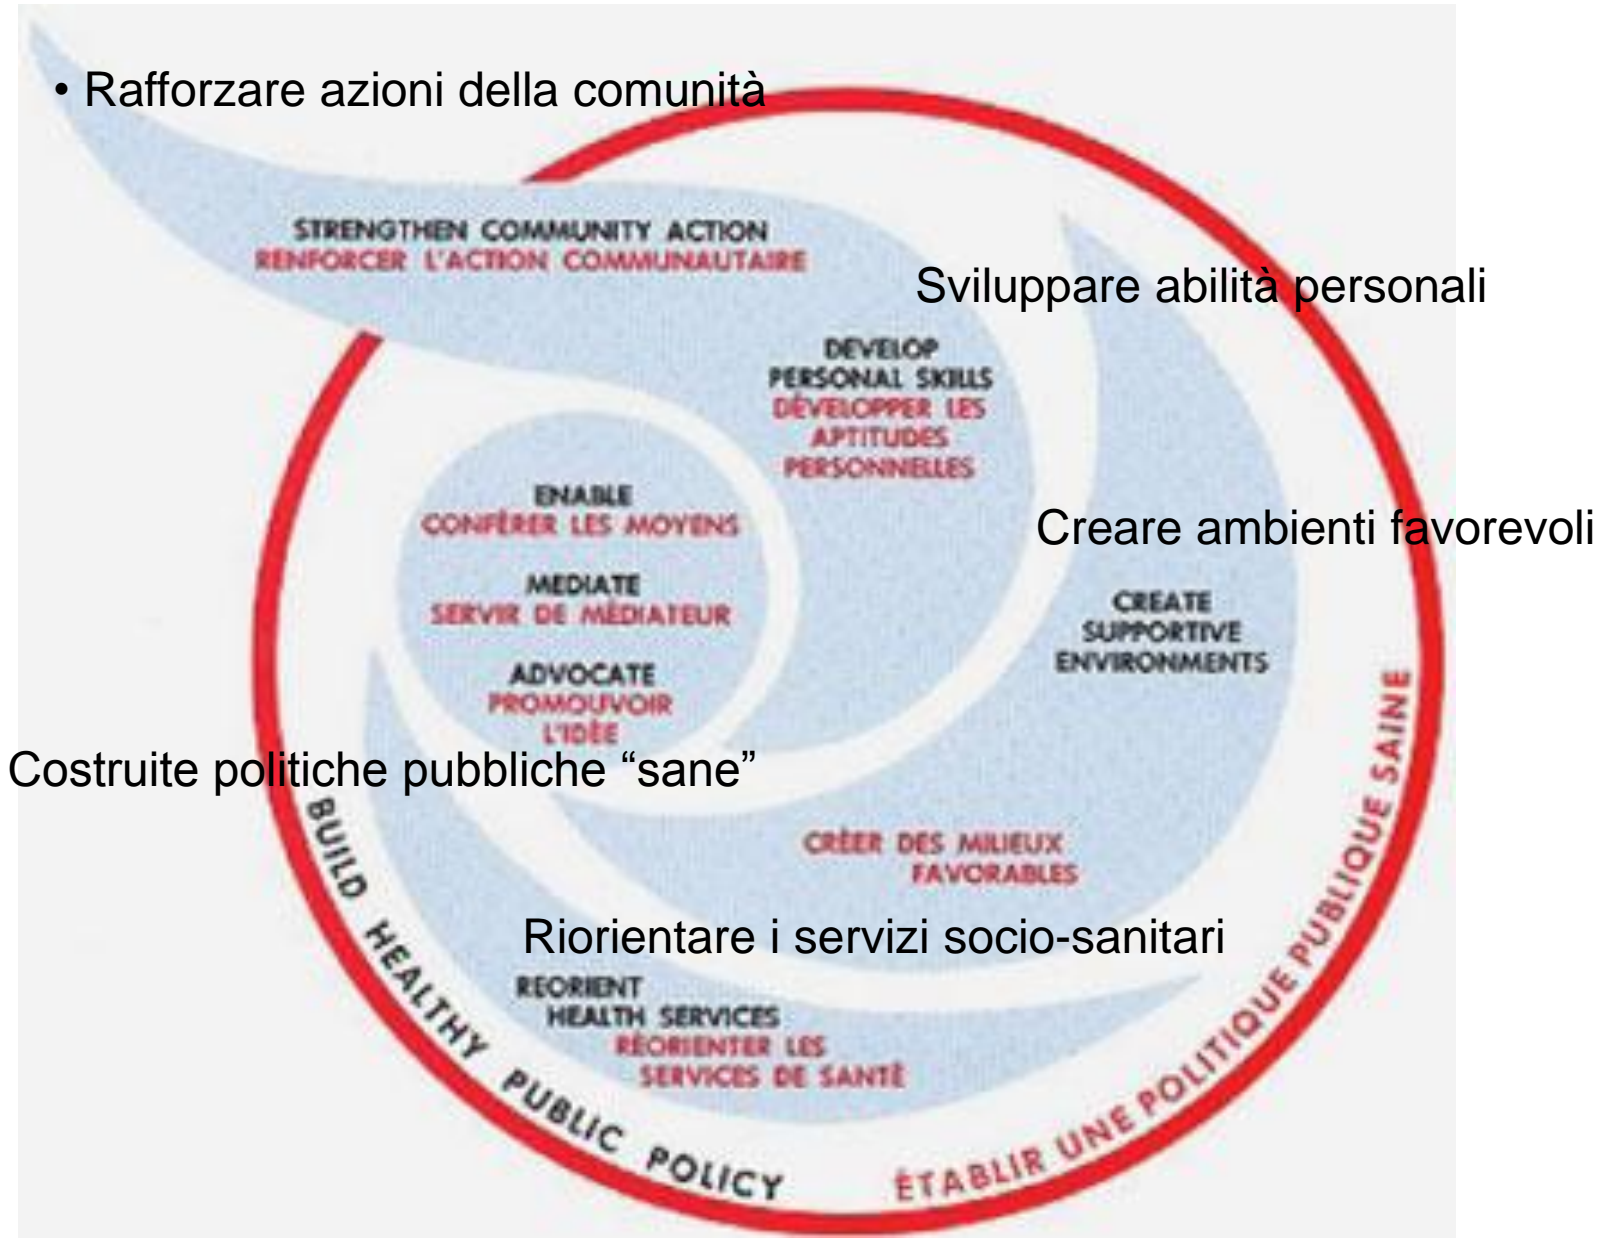 • Rafforzare azioni della comunità
STRENGTHEN COMMUNITY ACTION
RENFORCER L'ACTION COMMUNAUTAIRE
Sviluppare abilità personali
DEVELOP
PERSONAL SKILLS
DÉVELOPPER LES
APTITUDES
PERSONNELLES
ENABLE
CONFÉRER LES MOYENS
MEDIATE
SERVIR DE MÉDIATEUR
ADVOCATE
PROMOUVOIR
L'IDÉE
Creare ambienti favorevoli
CREATE
SUPPORTIVE
ENVIRONMENTS
Costruite politiche pubbliche “sane”
CRÉER DES MILIEUX
FAVORABLES
Riorientare i servizi socio-sanitari
REORIENT
HEALTH SERVICES
RÉORIENTER LES
SERVICES DE SANTÉ
BUILD HEALTHY PUBLIC POLICY
ÉTABLIR UNE POLITIQUE PUBLIQUE SAINE